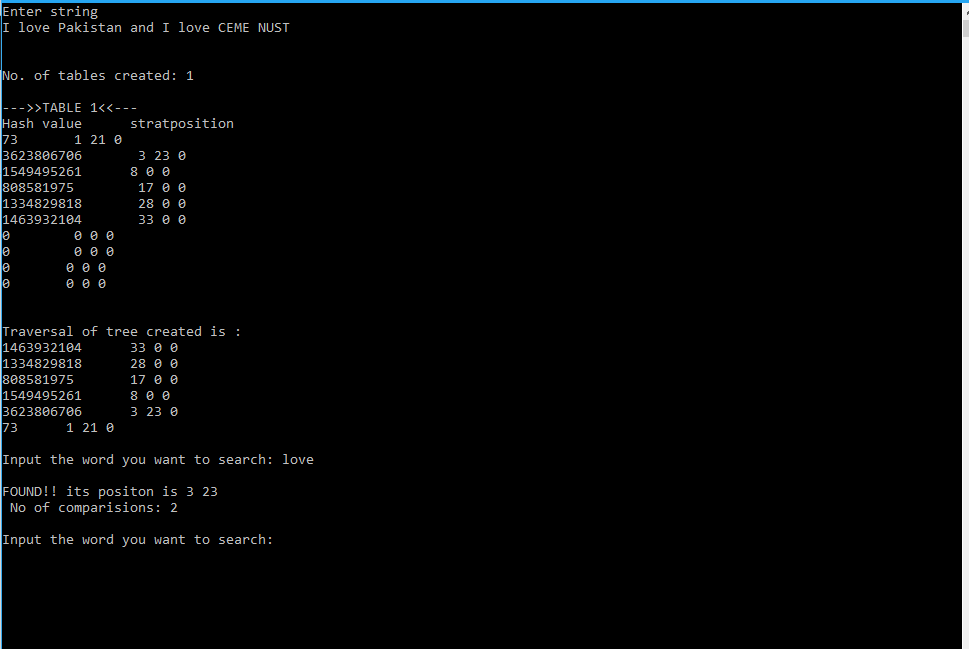 Enter string
I love Pakistan and I love CEME NUST
No. of tables created: 1
--->>TABLE 1<<---
Hash value      stratposition
73       1 21 0
3623806706       3 23 0
1549495261      8 0 0
808581975        17 0 0
1334829818       28 0 0
1463932104       33 0 0
0        0 0 0
0        0 0 0
0       0 0 0
0       0 0 0
Traversal of tree created is :
1463932104      33 0 0
1334829818      28 0 0
808581975       17 0 0
1549495261      8 0 0
3623806706      3 23 0
73      1 21 0
Input the word you want to search: love
FOUND!! its positon is 3 23
 No of comparisions: 2
Input the word you want to search: